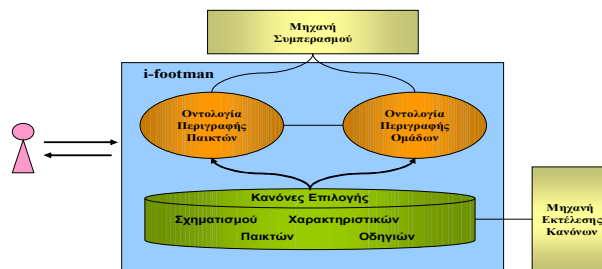 Μηχανή
Συμπερασμού
i-footman
Οντολογία
Περιγραφής
Παικτών
Οντολογία
Περιγραφής
Ομάδων
Κανόνες Επιλογής
Σχηματισμού Χαρακτηριστικών
Παικτών Οδηγιών
Μηχανή
Εκτέλεσης
Κανόνων